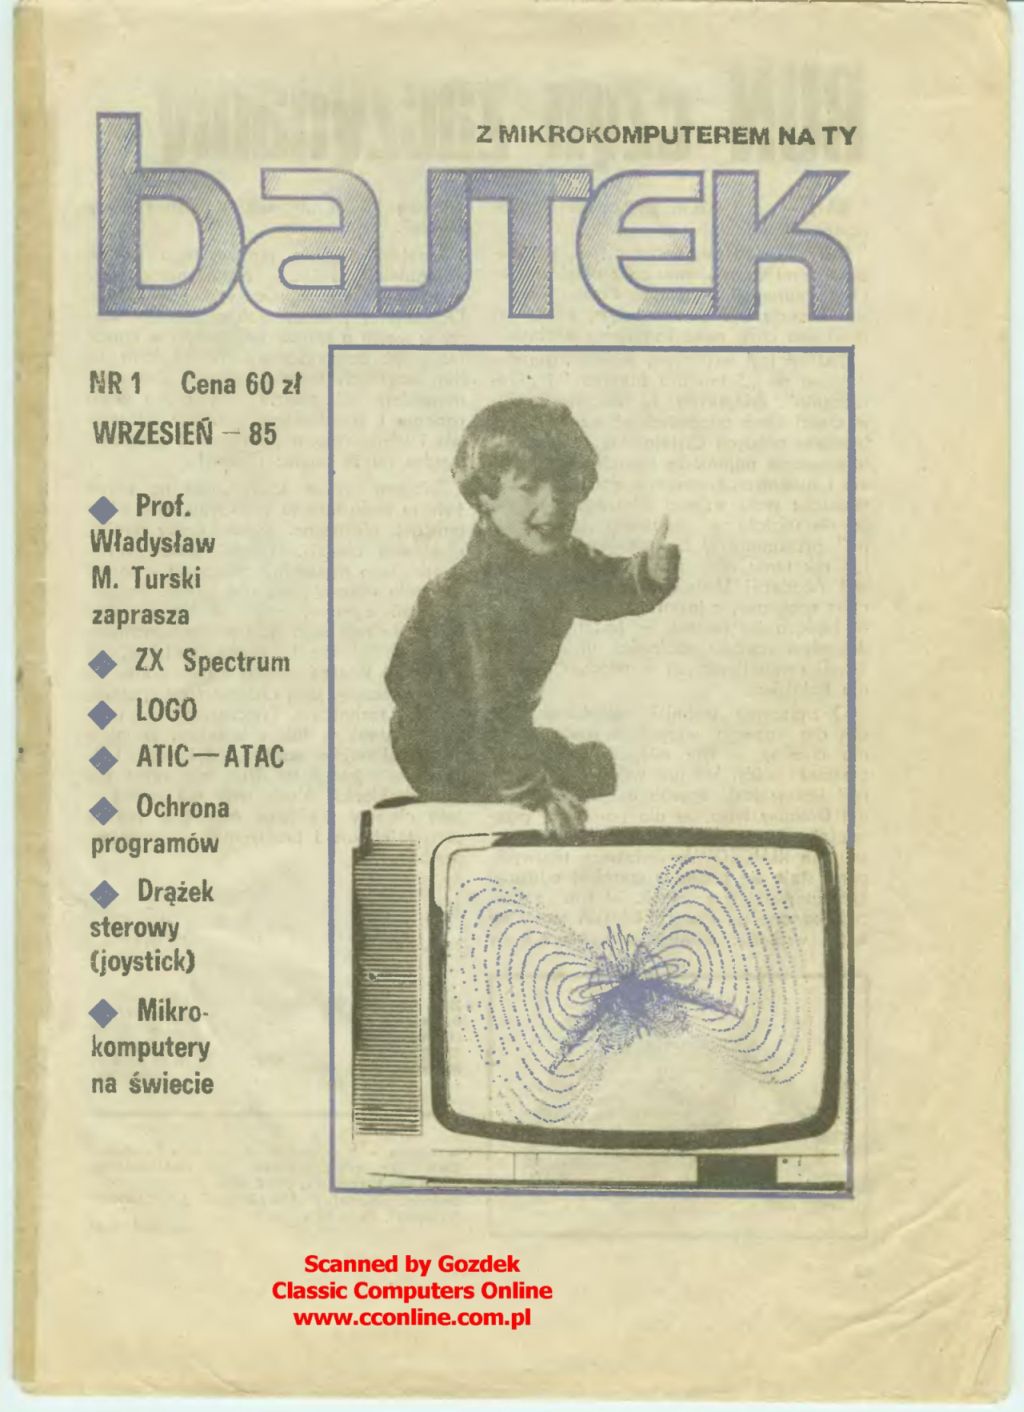 Z MIKROKOMPUTEREM NA TY
baJTEK
NR 1 Cena 60 zł
WRZESIEŃ – 85
◆ Prof.
Władysław
M. Turski
zaprasza
◆ ZX Spectrum
◆ LOGO
◆ ATIC—ATAC
◆ Ochrona
programów
◆ Drążek
sterowy
(joystick)
◆ Mikro-
komputery
na świecie
Scanned by Gozdek
Classic Computers Online
www.cconline.com.pl